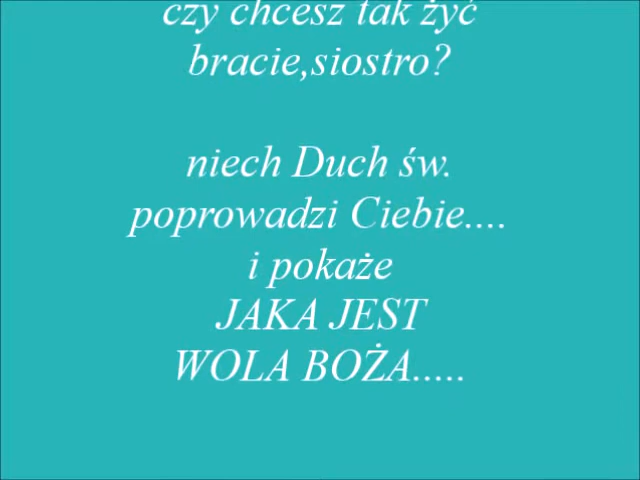 czy chcesz tak żyć
bracie,siostro?
niech Duch św.
poprowadzi Ciebie....
i pokaże
JAKA JEST
WOLA BOŻA.....